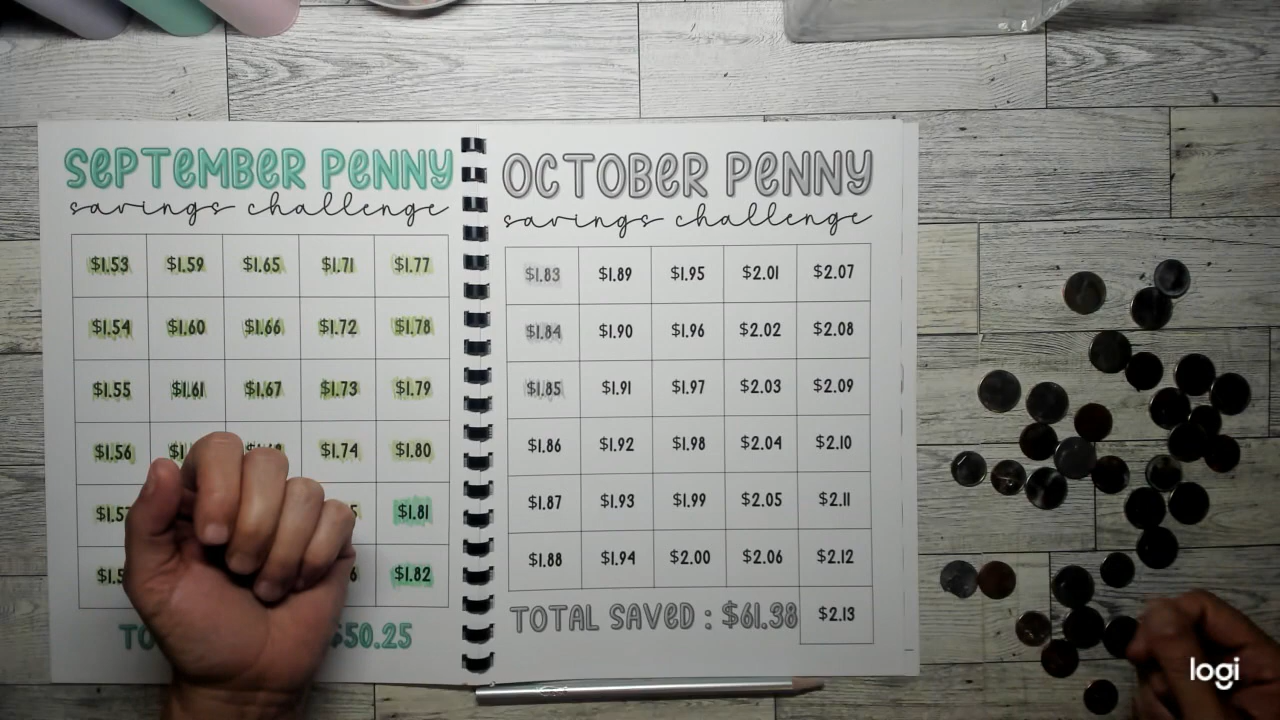 SEPTEMBER PENNY
savings challenge
$1.53 $1.59 $1.65 $1.71 $1.77
$1.54 $1.60 $1.66 $1.72 $1.78
$1.55 $1.61 $1.67 $1.73 $1.79
$1.56 $1.74 $1.80
$1.81
$1.82
$50.25
OCTOBER PENNY
savings challenge
$1.83 $1.89 $1.95 $2.01 $2.07
$1.84 $1.90 $1.96 $2.02 $2.08
$1.85 $1.91 $1.97 $2.03 $2.09
$1.86 $1.92 $1.98 $2.04 $2.10
$1.87 $1.93 $1.99 $2.05 $2.11
$1.88 $1.94 $2.00 $2.06 $2.12
TOTAL SAVED : $61.38 $2.13
logi